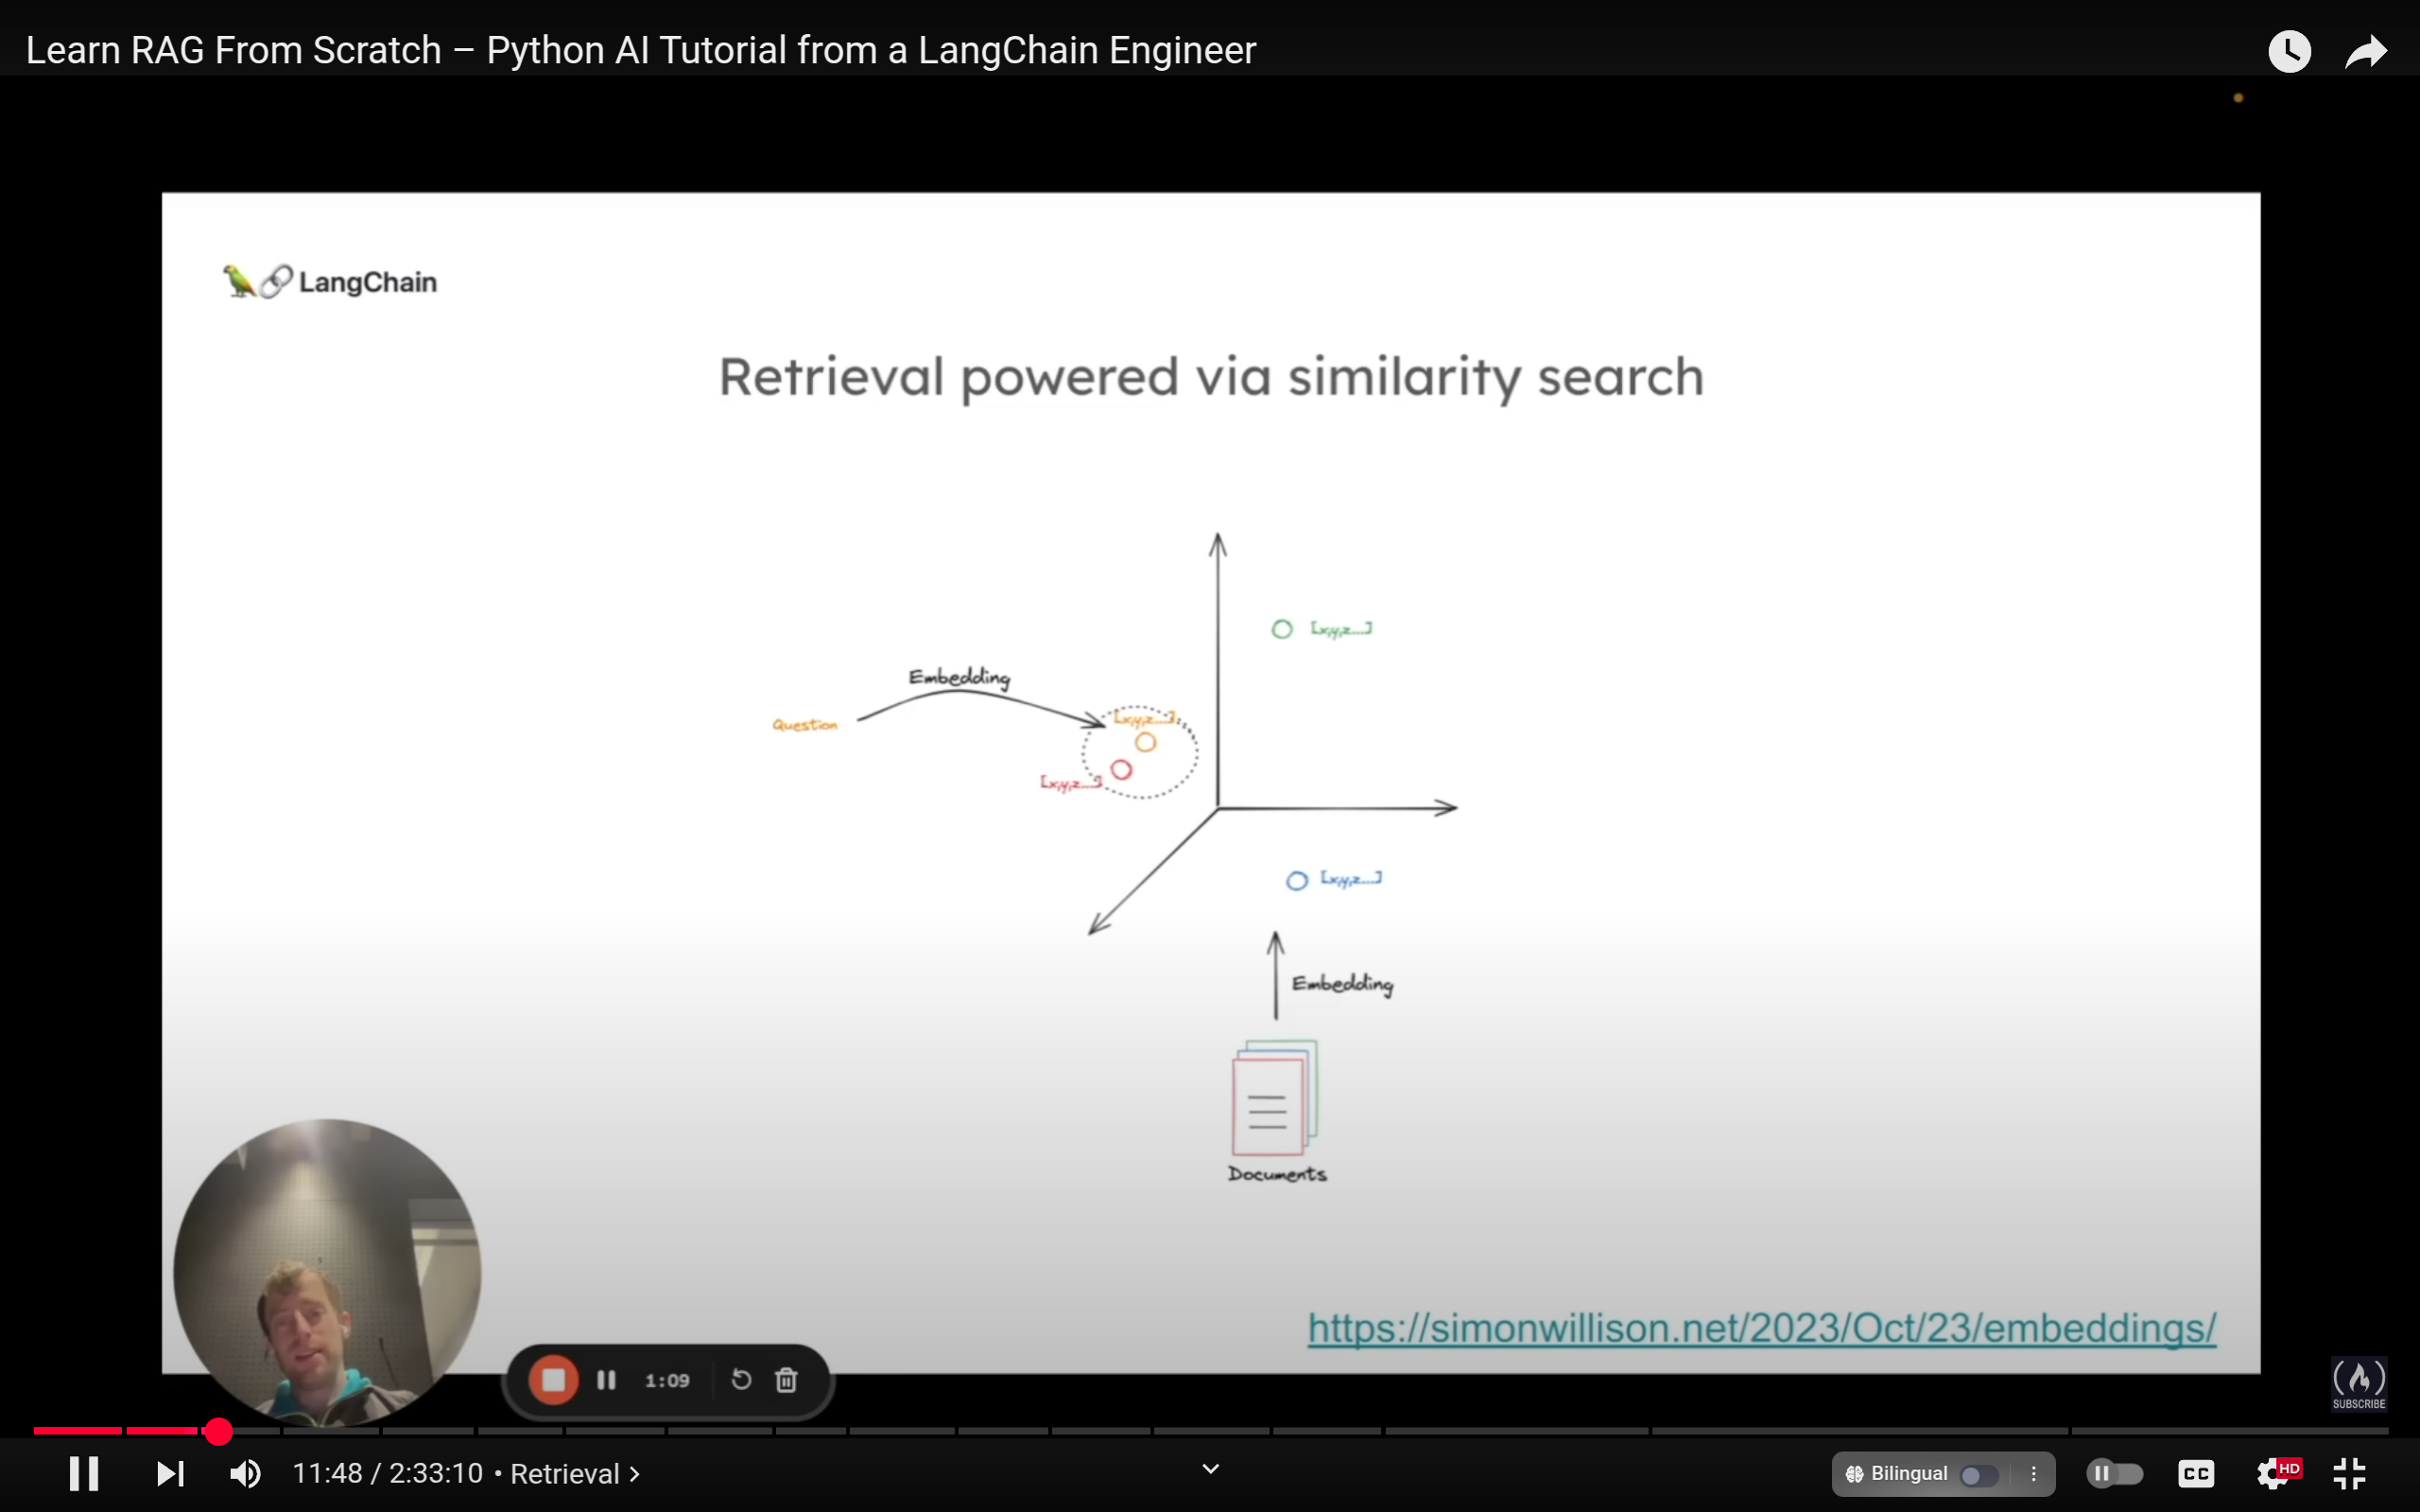 Learn RAG From Scratch – Python AI Tutorial from a LangChain Engineer
LangChain
Retrieval powered via similarity search
[x,y,z....]
Embedding
Question
[x,y,z....]
[x,y,z....]
[x,y,z....]
Embedding
Documents
https://simonwillison.net/2023/Oct/23/embeddings/
1:09
SUBSCRIBE
11:48 / 2:33:10 • Retrieval >
Bilingual
CC
HD